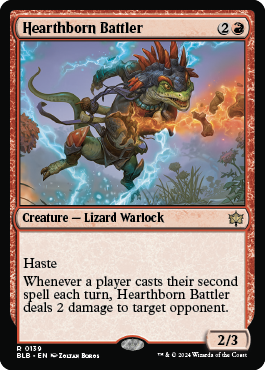 Hearthborn Battler 2
Creature — Lizard Warlock
Haste
Whenever a player casts their second
spell each turn, Hearthborn Battler
deals 2 damage to target opponent.
2/3
R 0139
BLB • EN Zoltan Boros
™ & © 2024 Wizards of the Coast